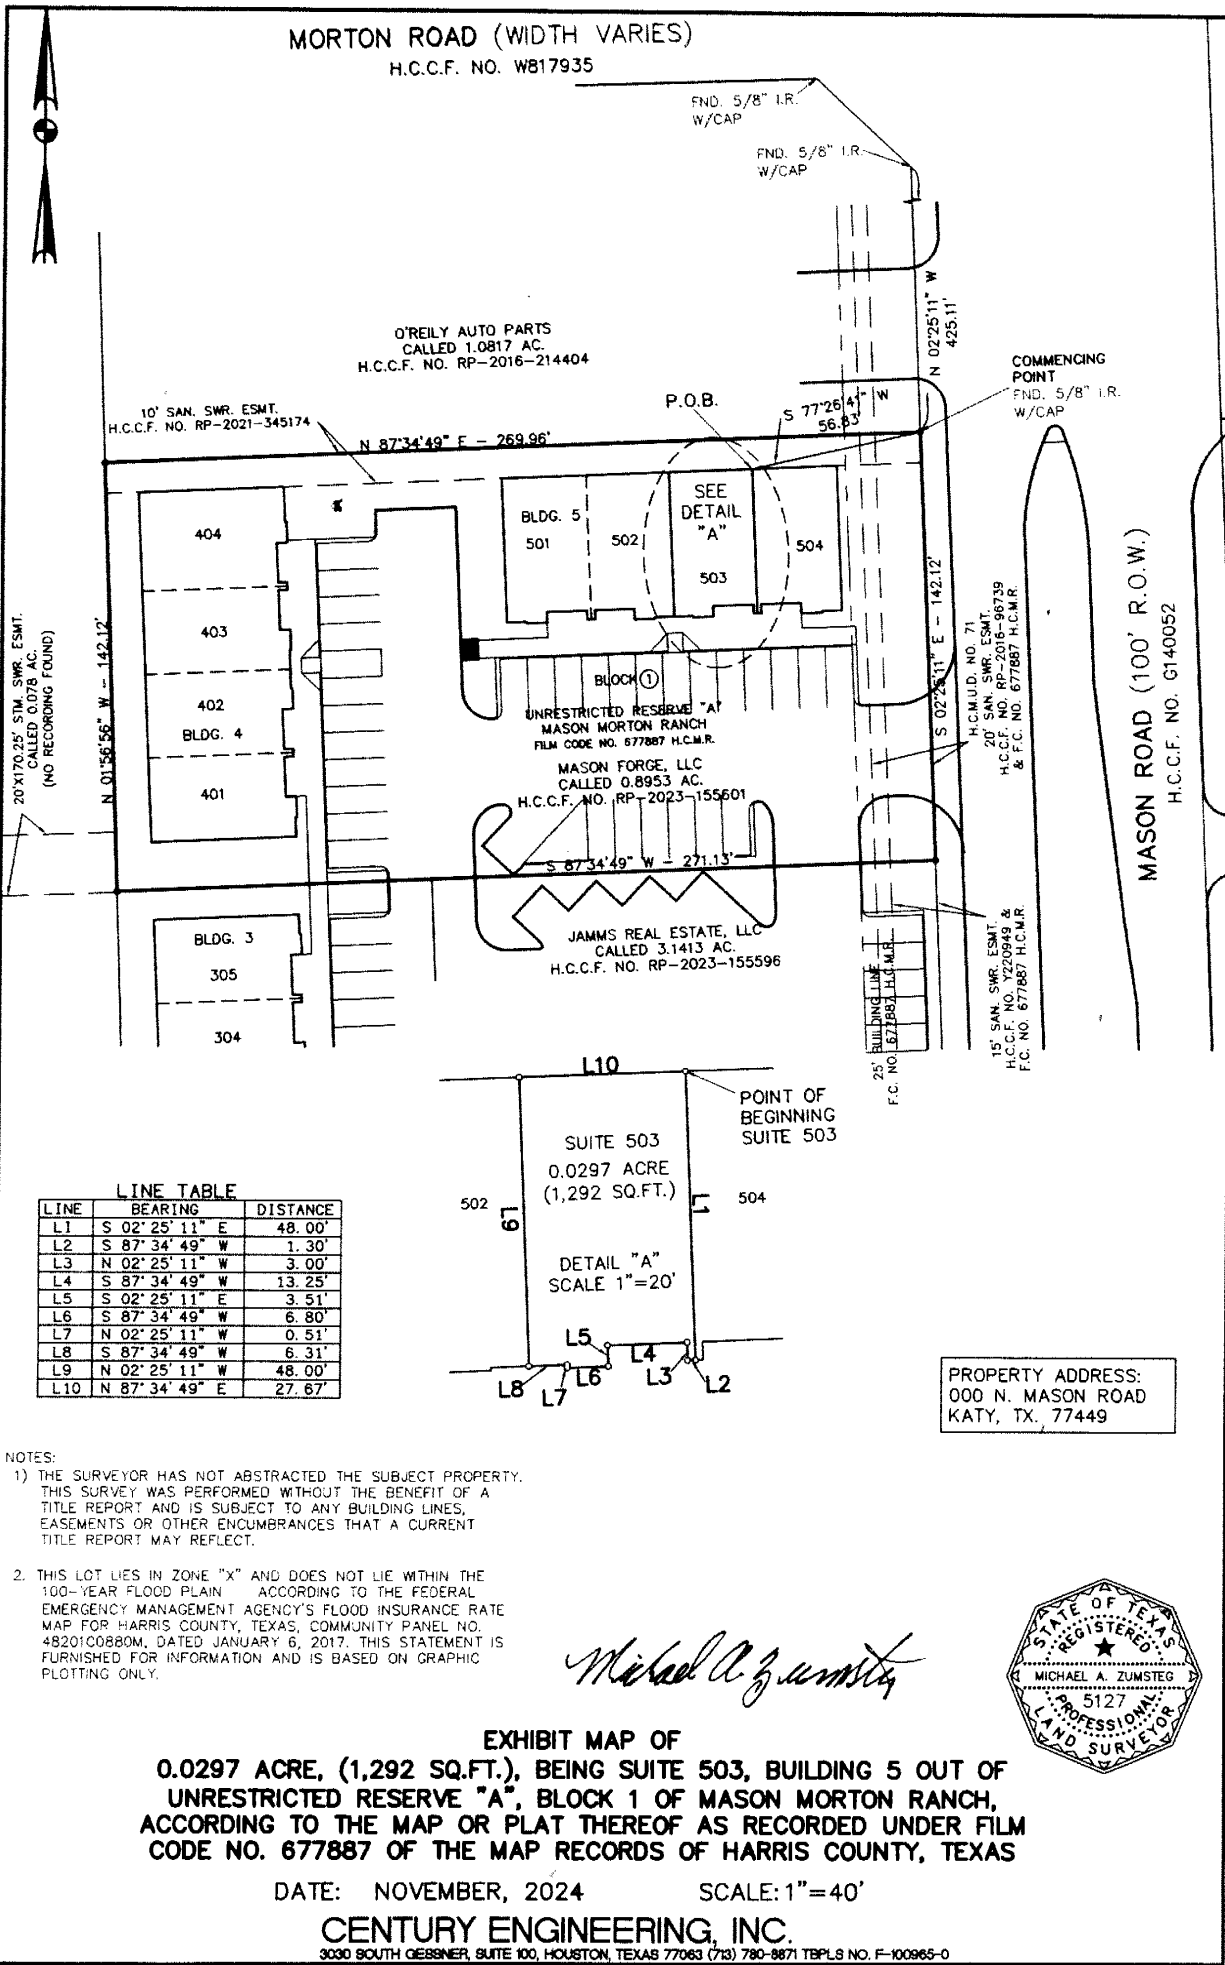 MORTON ROAD (WIDTH VARIES)
H.C.C.F. NO. W817935
FND. 5/8" I.R.
W/CAP
FND. 5/8" I.R.
W/CAP
N 02°25'11" W
425.11'
O'REILY AUTO PARTS
CALLED 1.0817 AC.
H.C.C.F. NO. RP-2016-214404
COMMENCING
POINT
FND. 5/8" I.R.
W/CAP
10' SAN. SWR. ESMT.
H.C.C.F. NO. RP-2021-345174
P.O.B.
S 77°26'41" W
56.83'
N 87°34'49" E - 269.96'
404
403
402
BLDG. 4
401
BLDG. 5
501
502
SEE
DETAIL
"A"
503
504
20'X170.25' STM. SWR. ESMT.
CALLED 0.078 AC.
(NO RECORDING FOUND)
N 01°56'56" W - 142.12'
S 02°25'11" E - 142.12'
H.C.M.U.D. NO. 71
20' SAN. SWR. ESMT.
H.C.C.F. NO. RP-2016-96739
& F.C. NO. 677887 H.C.M.R.
MASON ROAD (100' R.O.W.)
H.C.C.F. NO. G140052
BLOCK 1
UNRESTRICTED RESERVE "A"
MASON MORTON RANCH
FILM CODE NO. 677887 H.C.M.R.
MASON FORGE, LLC
CALLED 0.8953 AC.
H.C.C.F. NO. RP-2023-155601
S 87°34'49" W - 271.13'
JAMMS REAL ESTATE, LLC
CALLED 3.1413 AC.
H.C.C.F. NO. RP-2023-155596
BLDG. 3
305
304
25' BUILDING LINE
F.C. NO. 677887 H.C.M.R.
15' SAN. SWR. ESMT.
H.C.C.F. NO. Y220949 &
F.C. NO. 677887 H.C.M.R.
L10
POINT OF
BEGINNING
SUITE 503
SUITE 503
0.0297 ACRE
(1,292 SQ.FT.)
502
L9
L1
504
DETAIL "A"
SCALE 1"=20'
L5
L4
L8
L7
L6
L3
L2
LINE TABLE
LINE BEARING DISTANCE
L1 S 02° 25' 11" E 48.00'
L2 S 87° 34' 49" W 1.30'
L3 N 02° 25' 11" W 3.00'
L4 S 87° 34' 49" W 13.25'
L5 S 02° 25' 11" E 3.51'
L6 S 87° 34' 49" W 6.80'
L7 N 02° 25' 11" W 0.51'
L8 S 87° 34' 49" W 6.31'
L9 N 02° 25' 11" W 48.00'
L10 N 87° 34' 49" E 27.67'
PROPERTY ADDRESS:
000 N. MASON ROAD
KATY, TX. 77449
NOTES:
1) THE SURVEYOR HAS NOT ABSTRACTED THE SUBJECT PROPERTY.
THIS SURVEY WAS PERFORMED WITHOUT THE BENEFIT OF A
TITLE REPORT AND IS SUBJECT TO ANY BUILDING LINES,
EASEMENTS OR OTHER ENCUMBRANCES THAT A CURRENT
TITLE REPORT MAY REFLECT.
2. THIS LOT LIES IN ZONE "X" AND DOES NOT LIE WITHIN THE
100-YEAR FLOOD PLAIN ACCORDING TO THE FEDERAL
EMERGENCY MANAGEMENT AGENCY'S FLOOD INSURANCE RATE
MAP FOR HARRIS COUNTY, TEXAS, COMMUNITY PANEL NO.
48201C0880M, DATED JANUARY 6, 2017. THIS STATEMENT IS
FURNISHED FOR INFORMATION AND IS BASED ON GRAPHIC
PLOTTING ONLY.
Michael A. Zumsteg
STATE OF TEXAS
REGISTERED
MICHAEL A. ZUMSTEG
5127
PROFESSIONAL
LAND SURVEYOR
EXHIBIT MAP OF
0.0297 ACRE, (1,292 SQ.FT.), BEING SUITE 503, BUILDING 5 OUT OF
UNRESTRICTED RESERVE "A", BLOCK 1 OF MASON MORTON RANCH,
ACCORDING TO THE MAP OR PLAT THEREOF AS RECORDED UNDER FILM
CODE NO. 677887 OF THE MAP RECORDS OF HARRIS COUNTY, TEXAS
DATE: NOVEMBER, 2024 SCALE: 1"=40'
CENTURY ENGINEERING, INC.
3030 SOUTH GESSNER, SUITE 100, HOUSTON, TEXAS 77063 (713) 780-8871 TBPLS NO. F-100965-0